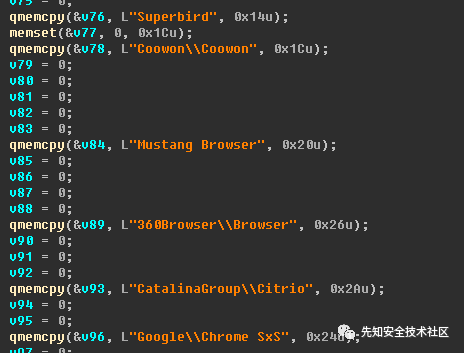 v75 = 0;
qmemcpy(&v76, L"Superbird", 0x14u);
memset(&v77, 0, 0x1Cu);
qmemcpy(&v78, L"Coowon\\Coowon", 0x1Cu);
v79 = 0;
v80 = 0;
v81 = 0;
v82 = 0;
v83 = 0;
qmemcpy(&v84, L"Mustang Browser", 0x20u);
v85 = 0;
v86 = 0;
v87 = 0;
v88 = 0;
qmemcpy(&v89, L"360Browser\\Browser", 0x26u);
v90 = 0;
v91 = 0;
v92 = 0;
qmemcpy(&v93, L"CatalinaGroup\\Citrio", 0x2Au);
v94 = 0;
v95 = 0;
qmemcpy(&v96, L"Google\\Chrome SxS", 0x24u);
先知安全技术社区
v97 = 0;